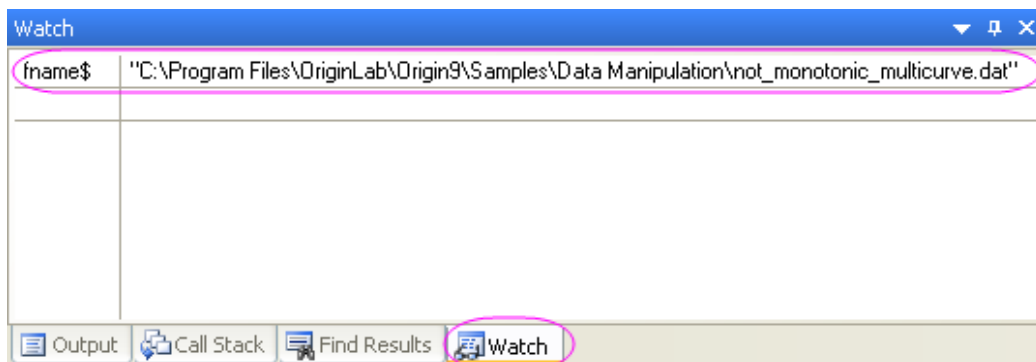 Watch
fname$ "C:\Program Files\OriginLab\Origin9\Samples\Data Manipulation\not_monotonic_multicurve.dat"
Output Call Stack Find Results Watch